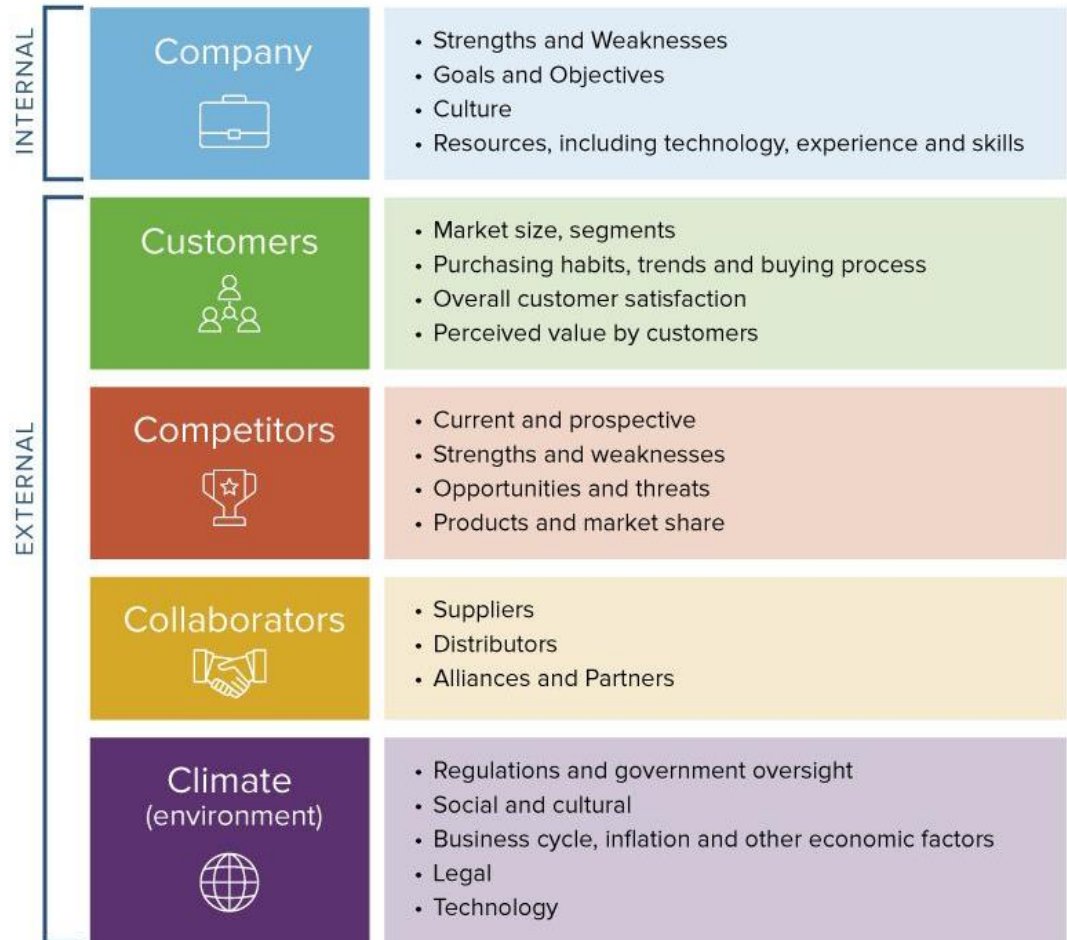 INTERNAL
Company
• Strengths and Weaknesses
• Goals and Objectives
• Culture
• Resources, including technology, experience and skills
EXTERNAL
Customers
• Market size, segments
• Purchasing habits, trends and buying process
• Overall customer satisfaction
• Perceived value by customers
Competitors
• Current and prospective
• Strengths and weaknesses
• Opportunities and threats
• Products and market share
Collaborators
• Suppliers
• Distributors
• Alliances and Partners
Climate
(environment)
• Regulations and government oversight
• Social and cultural
• Business cycle, inflation and other economic factors
• Legal
• Technology